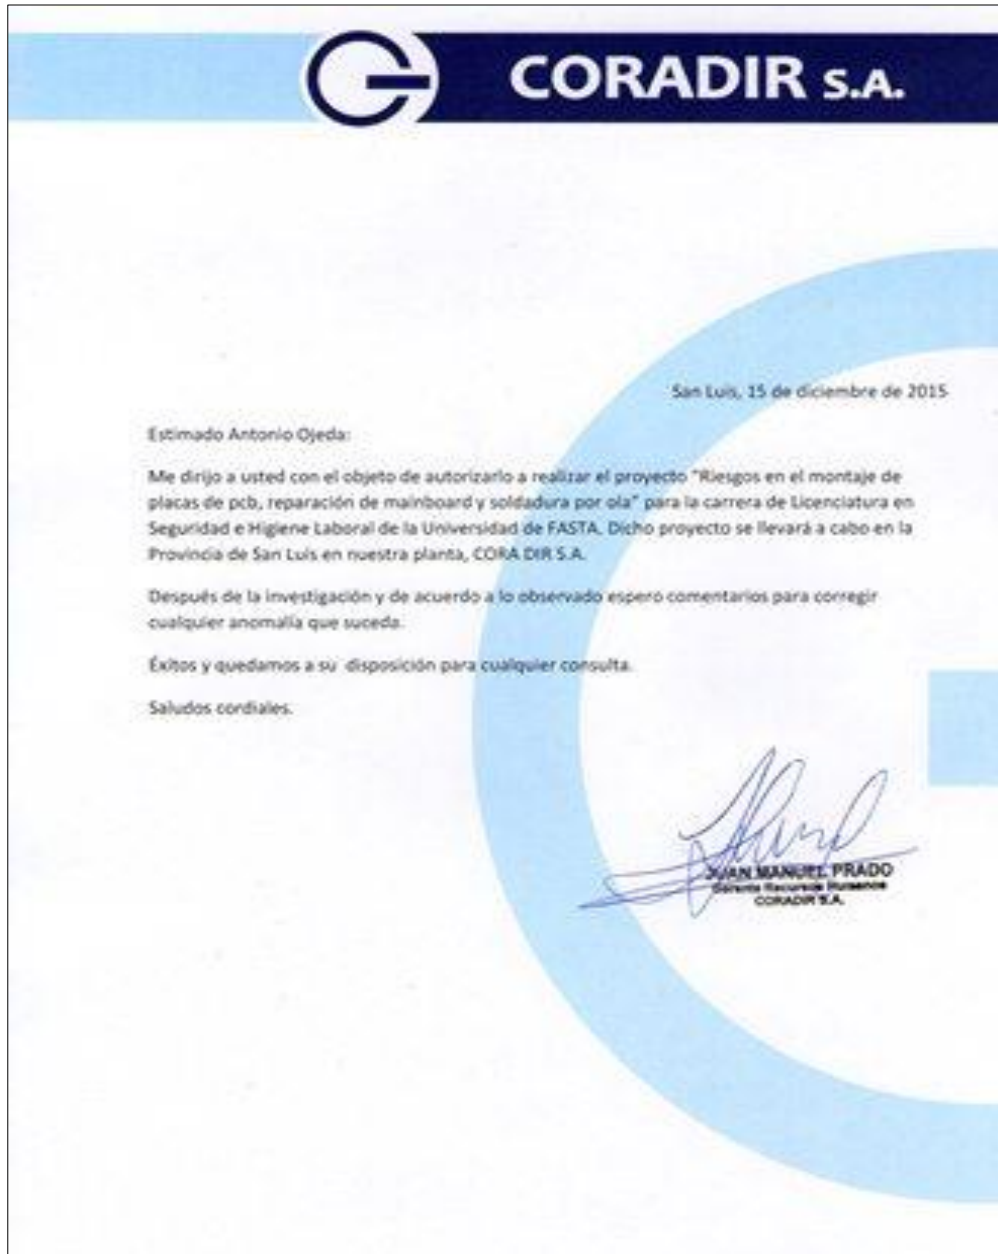 CORADIR S.A.
San Luis, 15 de diciembre de 2015
Estimado Antonio Ojeda:
Me dirijo a usted con el objeto de autorizarlo a realizar el proyecto "Riesgos en el montaje de
placas de pcb, reparación de mainboard y soldadura por ola" para la carrera de Licenciatura en
Seguridad e Higiene Laboral de la Universidad de FASTA. Dicho proyecto se llevará a cabo en la
Provincia de San Luis en nuestra planta, CORA DIR S.A.
Después de la investigación y de acuerdo a lo observado espero comentarios para corregir
cualquier anomalía que suceda.
Éxitos y quedamos a su disposición para cualquier consulta.
Saludos cordiales.
JUAN MANUEL PRADO
Gerente Recursos Humanos
CORADIR S.A.